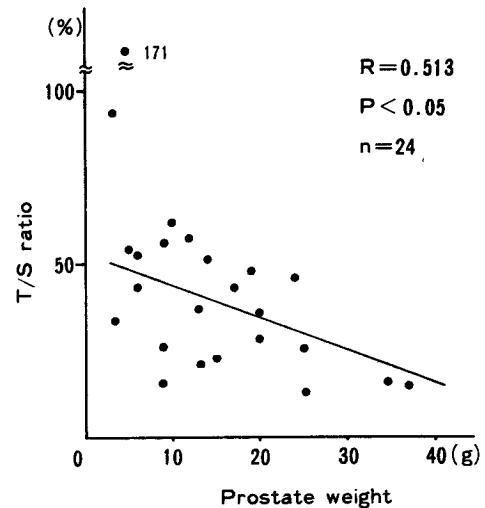 (%)
171
R=0.513
P<0.05
n=24
100
50
T/S ratio
0 10 20 30 40 (g)
Prostate weight